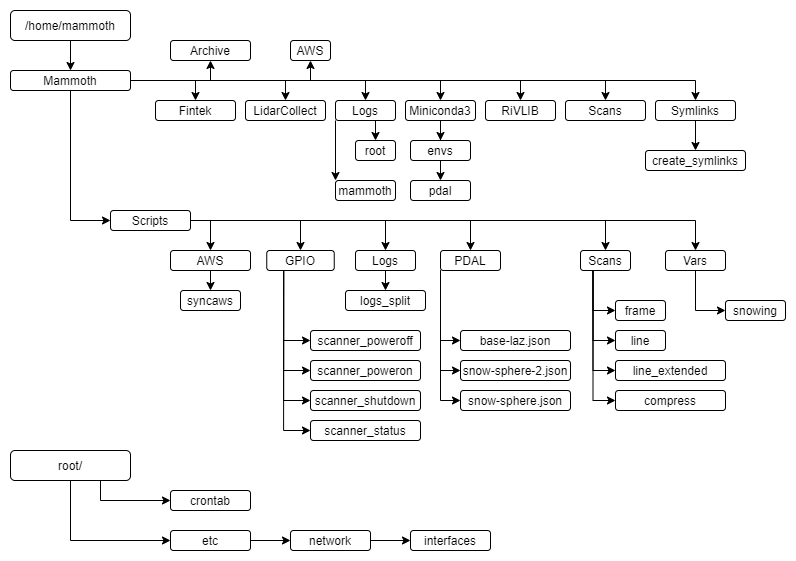 /home/mammoth
Archive
AWS
Mammoth
Fintek
LidarCollect
Logs
Miniconda3
RiVLIB
Scans
Symlinks
root
envs
create_symlinks
mammoth
pdal
Scripts
AWS
GPIO
Logs
PDAL
Scans
Vars
syncaws
logs_split
frame
snowing
scanner_poweroff
base-laz.json
line
scanner_poweron
snow-sphere-2.json
line_extended
scanner_shutdown
snow-sphere.json
compress
scanner_status
root/
crontab
etc
network
interfaces